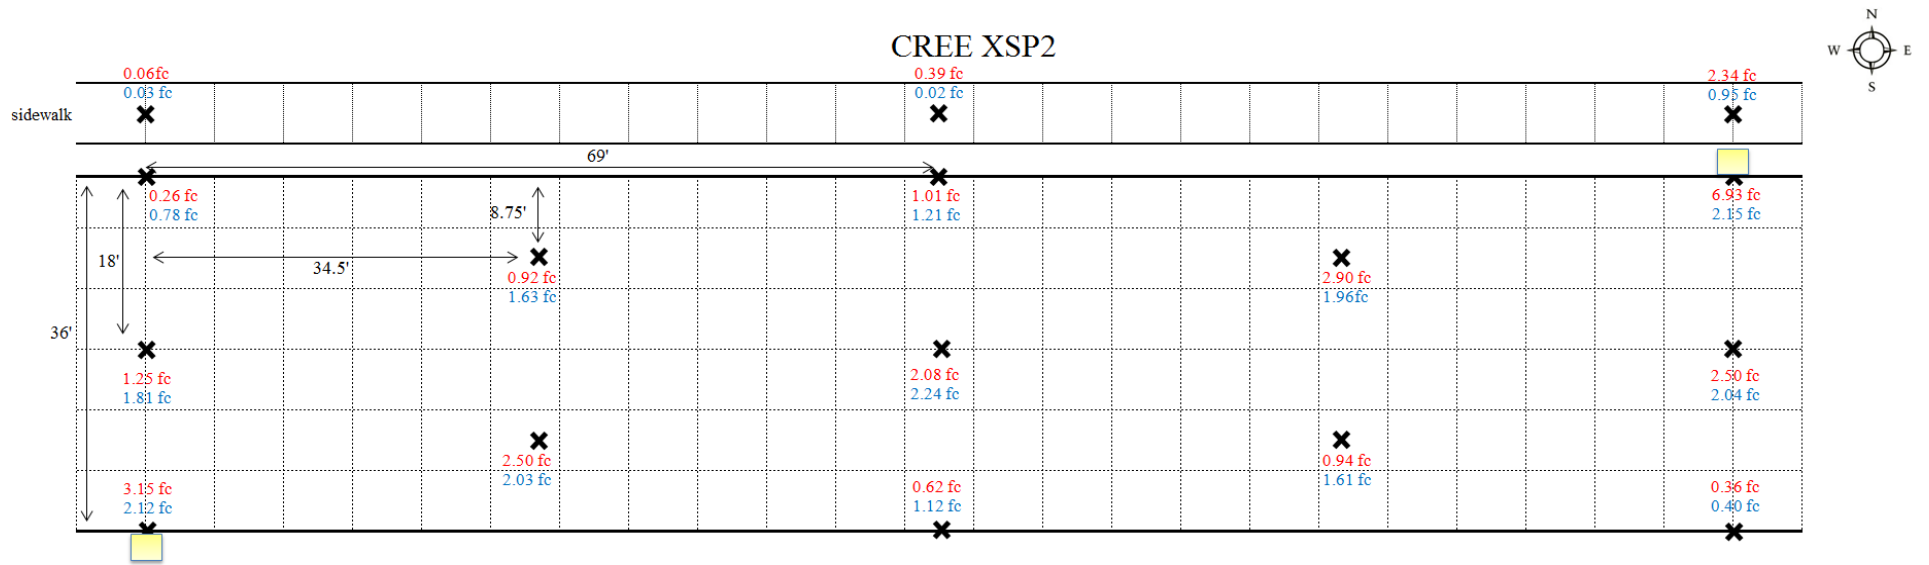 N
CREE XSP2
W E
S
0.06fc
0.03 fc
0.39 fc
0.02 fc
2.34 fc
0.95 fc
sidewalk
69'
0.26 fc
0.78 fc
8.75'
1.01 fc
1.21 fc
6.93 fc
2.15 fc
18'
34.5'
0.92 fc
1.63 fc
2.90 fc
1.96fc
36'
1.25 fc
1.81 fc
2.08 fc
2.24 fc
2.50 fc
2.04 fc
2.50 fc
2.03 fc
0.94 fc
1.61 fc
3.15 fc
2.12 fc
0.62 fc
1.12 fc
0.36 fc
0.40 fc